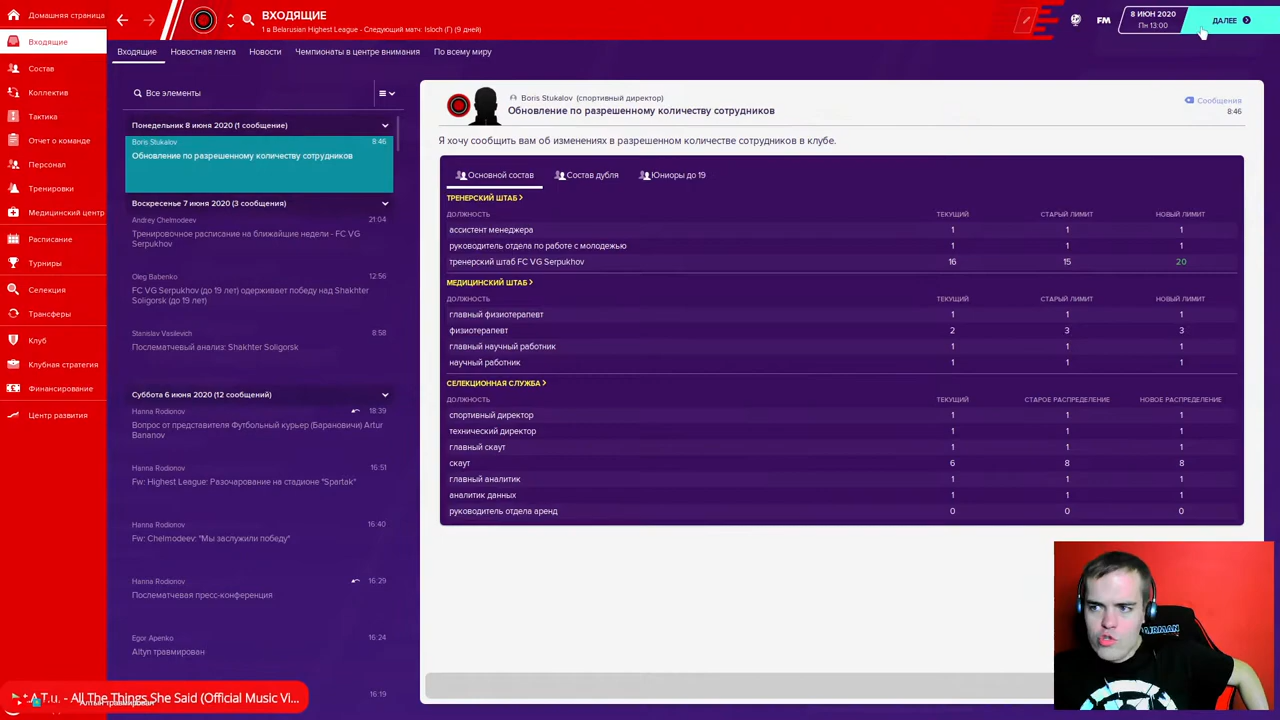 Домашняя страница
Входящие
Состав
Коллектив
Тактика
Отчет о команде
Персонал
Тренировки
Медицинский центр
Расписание
Турниры
Селекция
Трансферы
Клуб
Клубная стратегия
Финансирование
Центр развития
ВХОДЯЩИЕ
1 в Belarusian Highest League - Следующий матч: Isloch (Г) (9 дней)
FM
8 ИЮН 2020
Пн 13:00
ДАЛЕЕ
Входящие Новостная лента Новости Чемпионаты в центре внимания По всему миру
Все элементы
Понедельник 8 июня 2020 (1 сообщение)
Boris Stukalov 8:46
Обновление по разрешенному количеству сотрудников
Воскресенье 7 июня 2020 (3 сообщения)
Andrey Chelmodeev 21:04
Тренировочное расписание на ближайшие недели - FC VG
Serpukhov
Oleg Babenko 12:56
FC VG Serpukhov (до 19 лет) одерживает победу над Shakhter
Soligorsk (до 19 лет)
Stanislav Vasilevich 8:58
Послематчевый анализ: Shakhter Soligorsk
Суббота 6 июня 2020 (12 сообщений)
Hanna Rodionov 18:39
Вопрос от представителя Футбольный курьер (Барановичи) Artur
Bananov
Hanna Rodionov 16:51
Fw: Highest League: Разочарование на стадионе "Spartak"
Hanna Rodionov 16:40
Fw: Chelmodeev: "Мы заслужили победу"
Hanna Rodionov 16:29
Послематчевая пресс-конференция
Egor Apenko 16:24
Altyn травмирован
16:19
Boris Stukalov (спортивный директор)
Обновление по разрешенному количеству сотрудников
Сообщения
8:46
Я хочу сообщить вам об изменениях в разрешенном количестве сотрудников в клубе.
Основной состав Состав дубля Юниоры до 19
ТРЕНЕРСКИЙ ШТАБ
ДОЛЖНОСТЬ ТЕКУЩИЙ СТАРЫЙ ЛИМИТ НОВЫЙ ЛИМИТ
ассистент менеджера 1 1 1
руководитель отдела по работе с молодежью 1 1 1
тренерский штаб FC VG Serpukhov 16 15 20
МЕДИЦИНСКИЙ ШТАБ
ДОЛЖНОСТЬ ТЕКУЩИЙ СТАРЫЙ ЛИМИТ НОВЫЙ ЛИМИТ
главный физиотерапевт 1 1 1
физиотерапевт 2 3 3
главный научный работник 1 1 1
научный работник 1 1 1
СЕЛЕКЦИОННАЯ СЛУЖБА
ДОЛЖНОСТЬ ТЕКУЩИЙ СТАРОЕ РАСПРЕДЕЛЕНИЕ НОВОЕ РАСПРЕДЕЛЕНИЕ
спортивный директор 1 1 1
технический директор 1 1 1
главный скаут 1 1 1
скаут 6 8 8
главный аналитик 1 1 1
аналитик данных 1 1 1
руководитель отдела аренд 0 0 0
t.A.T.u. - All The Things She Said (Official Music Vi...